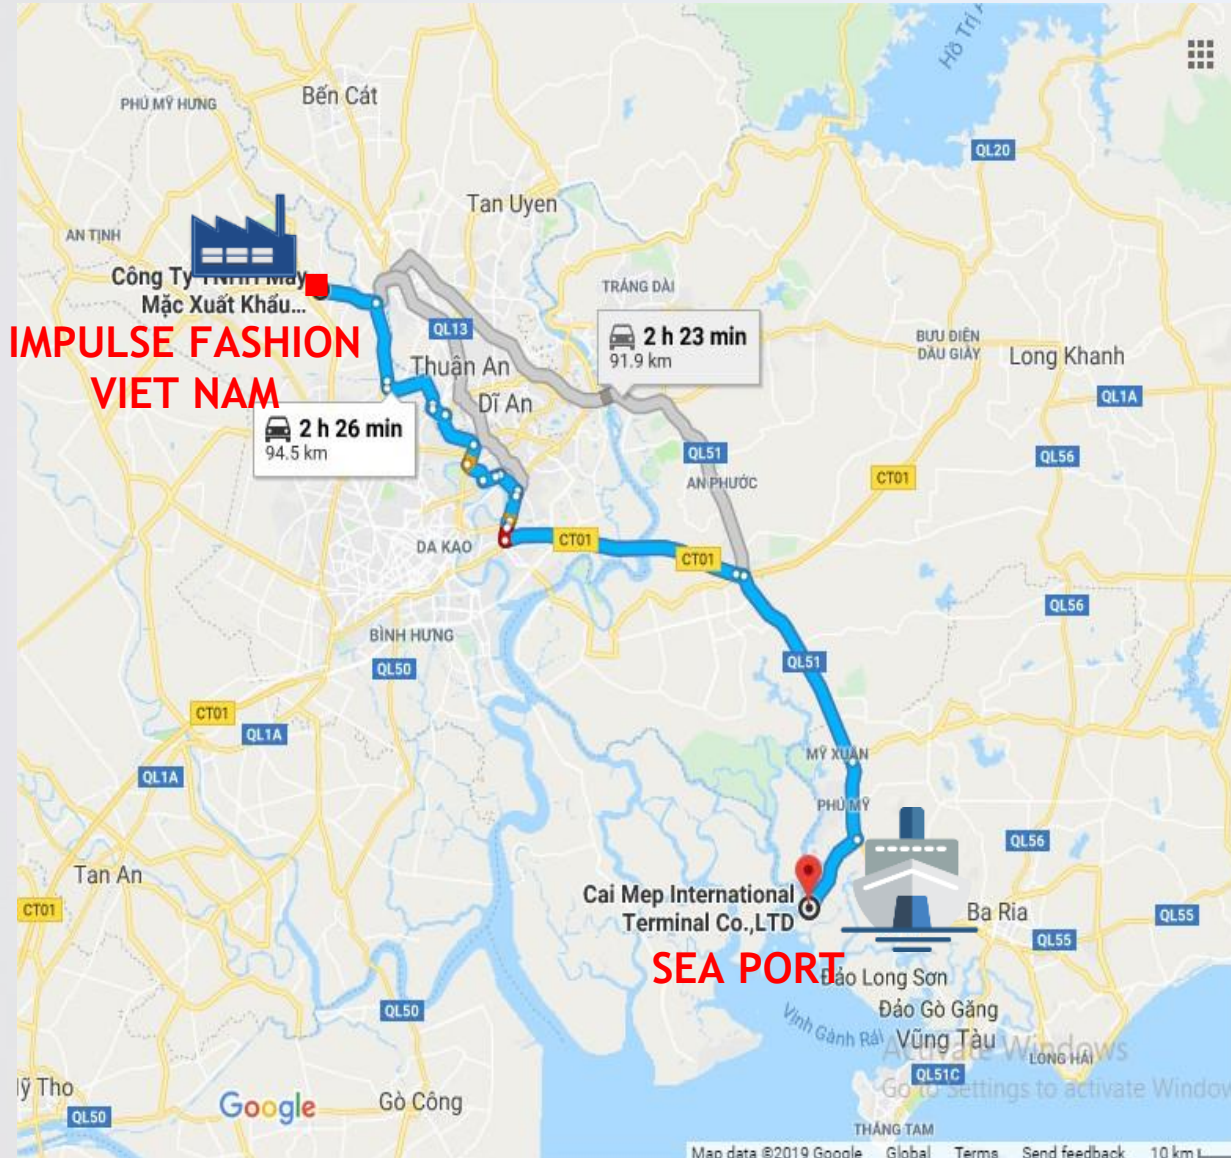 Hồ Trị A
Bến Cát
PHÚ MỸ HƯNG
QL20
Tan Uyen
AN TỊNH
Công Ty TNHH May
Mặc Xuất Khẩu...
TRẢNG DÀI
IMPULSE FASHION
VIET NAM
QL13
2 h 23 min
91.9 km
BƯU ĐIỆN
DẦU GIÂY
Long Khanh
Thuận An
Dĩ An
QL1A
2 h 26 min
94.5 km
QL51
QL56
AN PHƯỚC
CT01
DA KAO
CT01
CT01
QL56
BÌNH HƯNG
QL50
QL51
CT01
QL1A
MỸ XUÂN
QL1A
PHÚ MỸ
QL56
Tan An
Cai Mep International
Terminal Co.,LTD
CT01
Ba Ria
QL55
QL55
SEA PORT
Đảo Long Sơn
QL50
Đảo Gò Găng
Vịnh Gành Rái
Vũng Tàu
Activate Windows
LONG HẢI
QL51C
Go to Settings to activate Window
ỹ Tho
Google
Gò Công
QL50
THẮNG TAM
Map data ©2019 Google Global Terms Send feedback 10 km